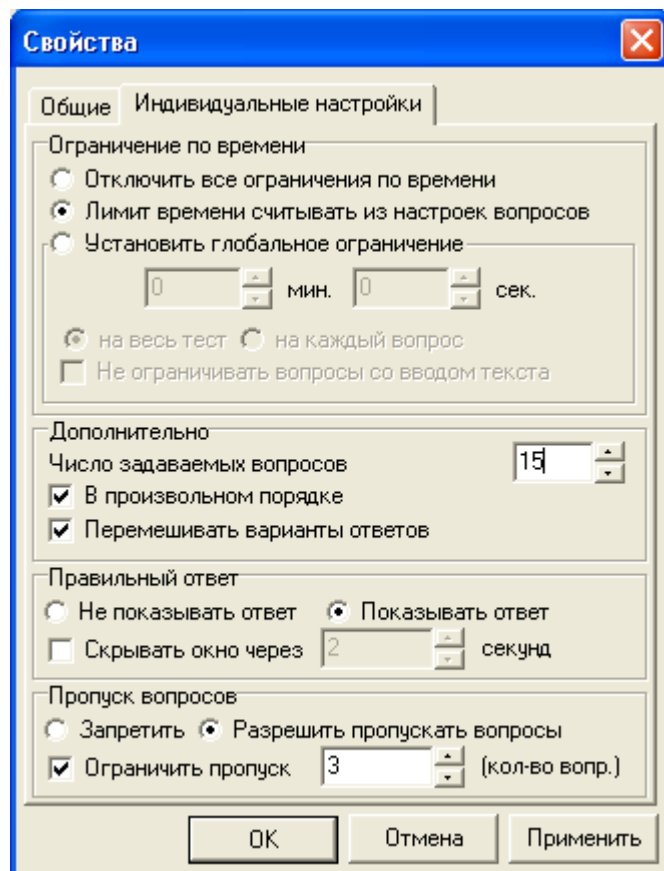 Свойства
Общие Индивидуальные настройки
Ограничение по времени
Отключить все ограничения по времени
Лимит времени считывать из настроек вопросов
Установить глобальное ограничение
0 мин. 0 сек.
на весь тест на каждый вопрос
Не ограничивать вопросы со вводом текста
Дополнительно
Число задаваемых вопросов 15
В произвольном порядке
Перемешивать варианты ответов
Правильный ответ
Не показывать ответ Показывать ответ
Скрывать окно через 2 секунд
Пропуск вопросов
Запретить Разрешить пропускать вопросы
Ограничить пропуск 3 (кол-во вопр.)
OK Отмена Применить